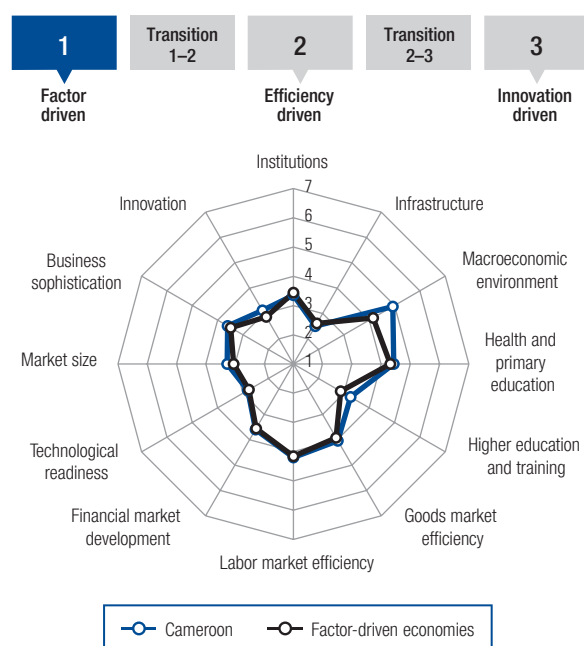 1
Transition
1–2
2
Transition
2–3
3
Factor
driven
Efficiency
driven
Innovation
driven
Institutions
Infrastructure
Macroeconomic
environment
Health and
primary
education
Higher education
and training
Goods market
efficiency
Labor market efficiency
Financial market
development
Technological
readiness
Market size
Business
sophistication
Innovation
7
6
5
4
3
2
1
Cameroon
Factor-driven economies